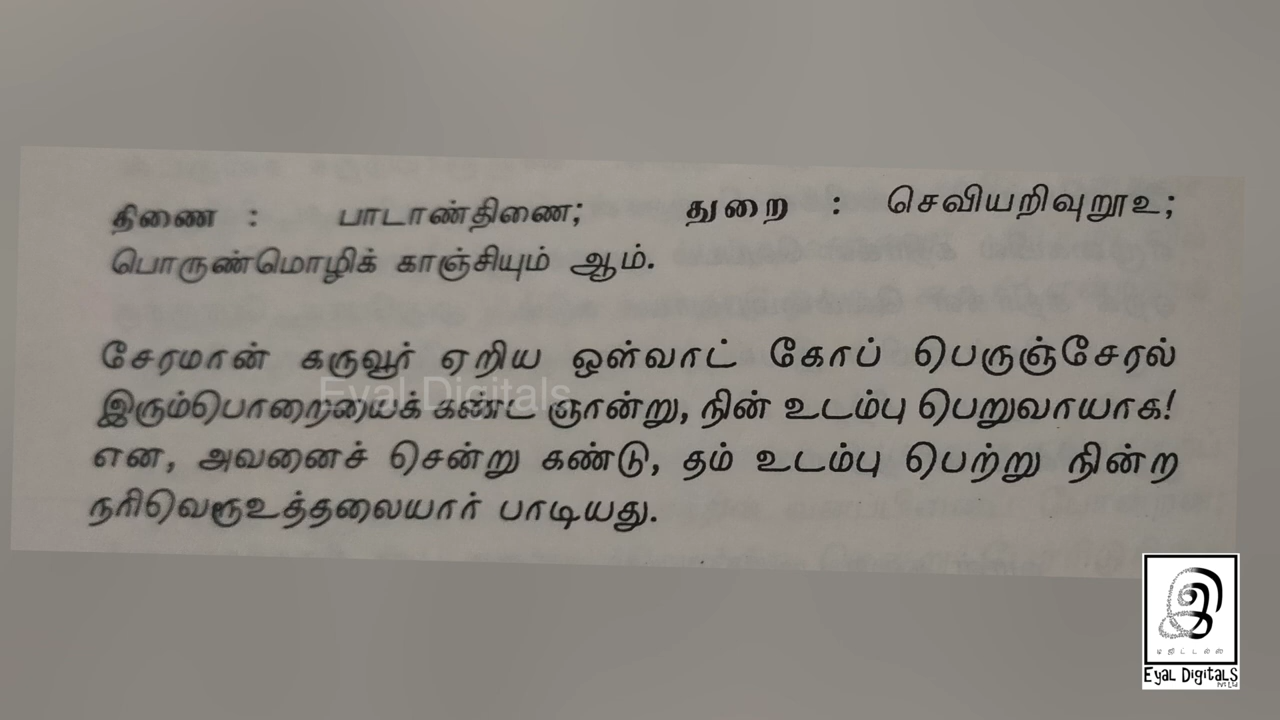 திணை : பாடாண்திணை; துறை : செவியறிவுறூஉ;
பொருண்மொழிக் காஞ்சியும் ஆம்.
சேரமான் கருவூர் ஏறிய ஒள்வாட் கோப் பெருஞ்சேரல்
இரும்பொறையைக் கண்ட ஞான்று, நின் உடம்பு பெறுவாயாக!
என, அவனைச் சென்று கண்டு, தம் உடம்பு பெற்று நின்ற
நரிவெரூஉத்தலையார் பாடியது.
Eyal Digitals
இ
டிஜிட்டல்ஸ்
Eyal Digitals